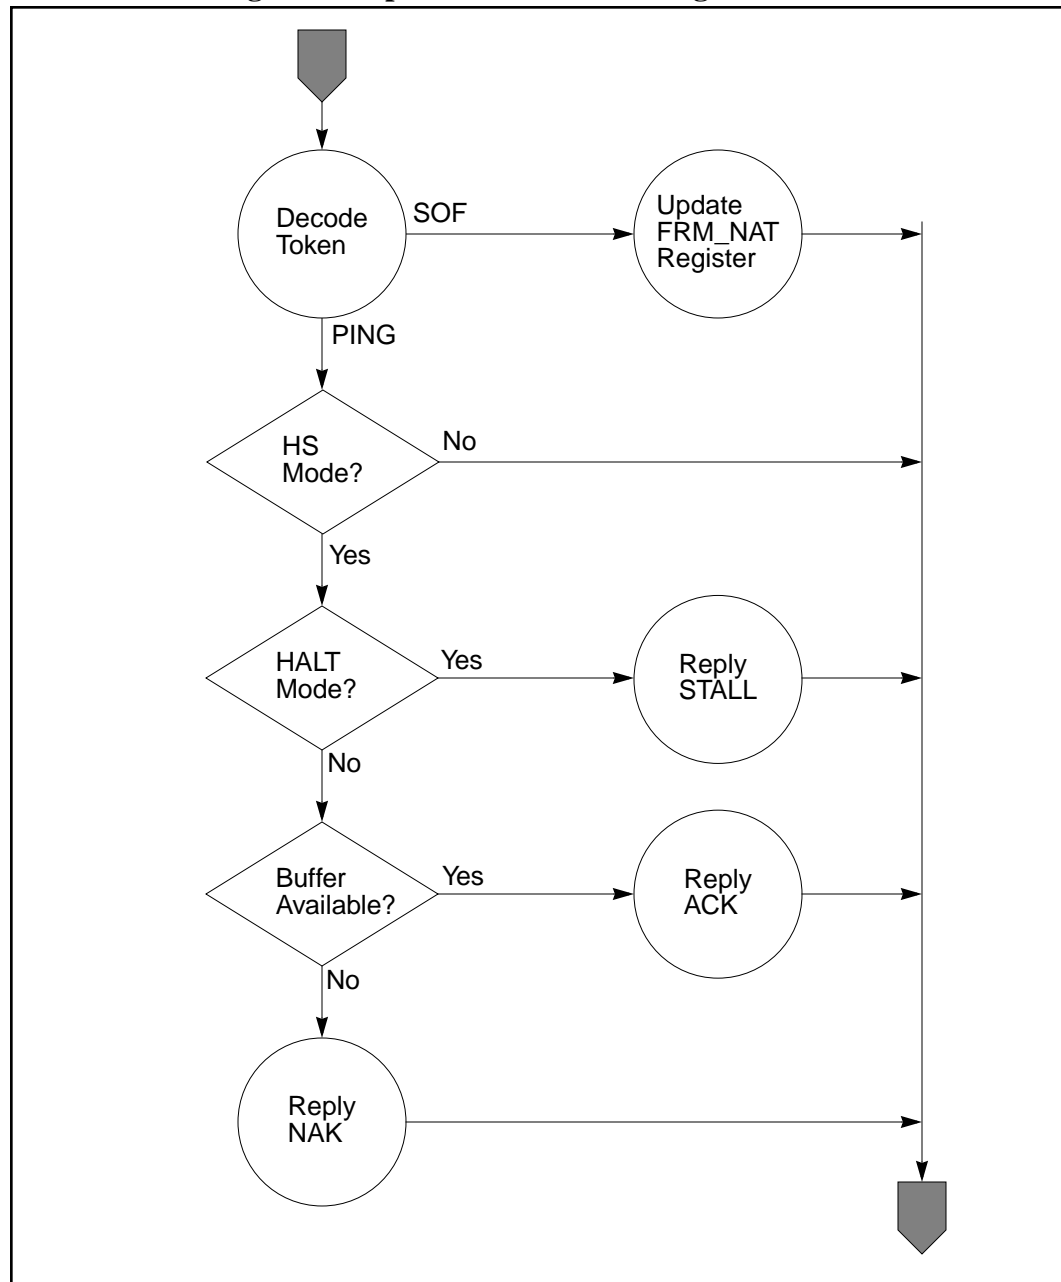 Decode
Token
SOF
Update
FRM_NAT
Register
PING
HS
Mode?
No
Yes
HALT
Mode?
Yes
Reply
STALL
No
Buffer
Available?
Yes
Reply
ACK
No
Reply
NAK